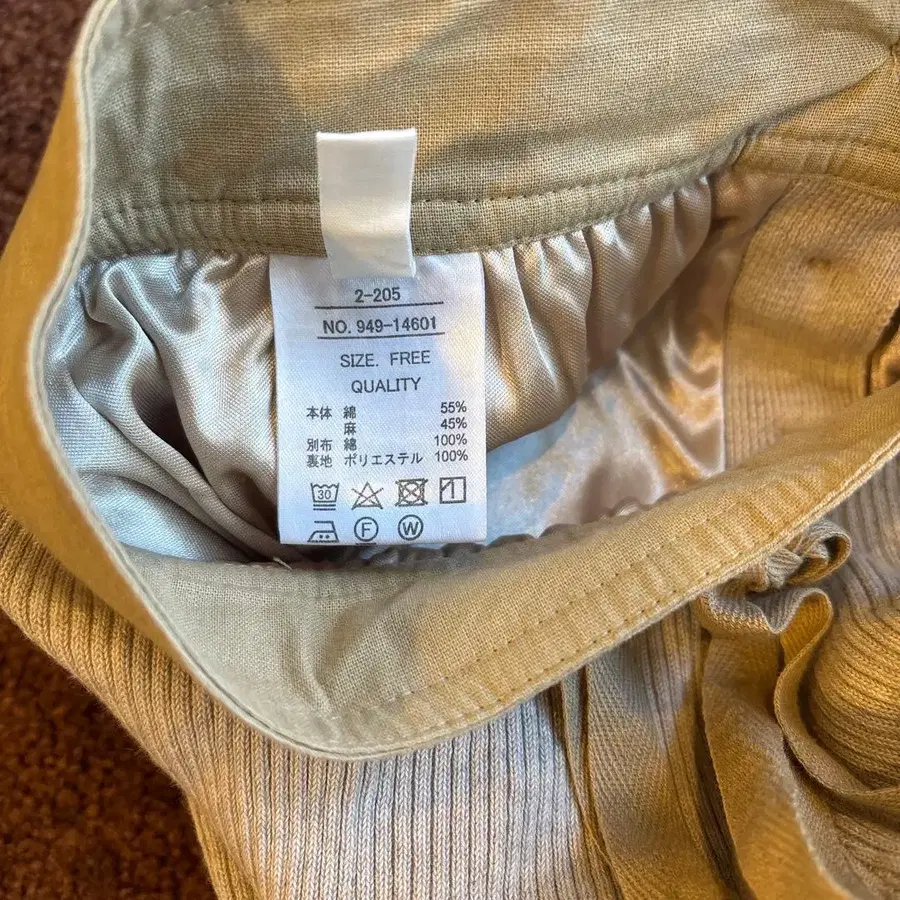 2-205
NO. 949-14601
SIZE. FREE
QUALITY
本体 綿 55%
麻 45%
別布 綿 100%
裏地 ポリエステル 100%
30
F W